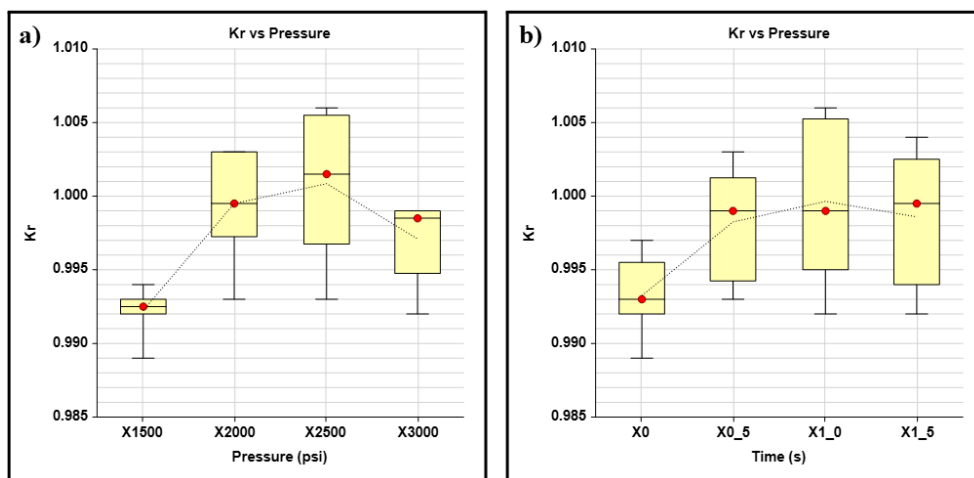 a)
Kr vs Pressure
1.010
1.005
1.000
0.995
0.990
0.985
Kr
X1500 X2000 X2500 X3000
Pressure (psi)
b)
Kr vs Pressure
1.010
1.005
1.000
0.995
0.990
0.985
Kr
X0 X0_5 X1_0 X1_5
Time (s)